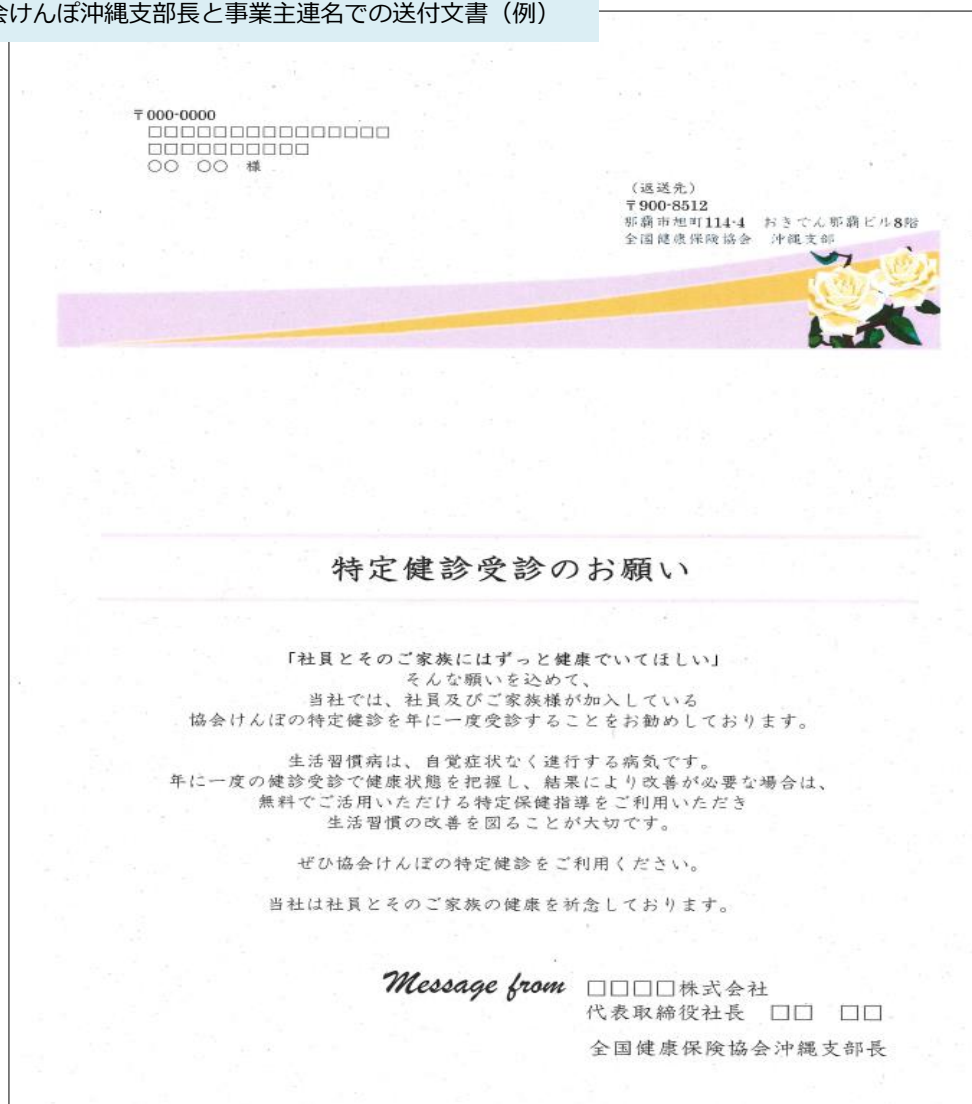 会けんぽ沖縄支部長と事業主連名での送付文書（例）
〒000-0000
□□□□□□□□□□□□□□□
□□□□□□□□□□
○○ ○○ 様
（返送先）
〒900-8512
那覇市旭町114-4 おきでん那覇ビル8階
全国健康保険協会 沖縄支部
特定健診受診のお願い
「社員とそのご家族にはずっと健康でいてほしい」
そんな願いを込めて、
当社では、社員及びご家族様が加入している
協会けんぽの特定健診を年に一度受診することをお勧めしております。
生活習慣病は、自覚症状なく進行する病気です。
年に一度の健診受診で健康状態を把握し、結果により改善が必要な場合は、
無料でご活用いただける特定保健指導をご利用いただき
生活習慣の改善を図ることが大切です。
ぜひ協会けんぽの特定健診をご利用ください。
当社は社員とそのご家族の健康を祈念しております。
Message from □□□□株式会社
代表取締役社長 □□ □□
全国健康保険協会沖縄支部長